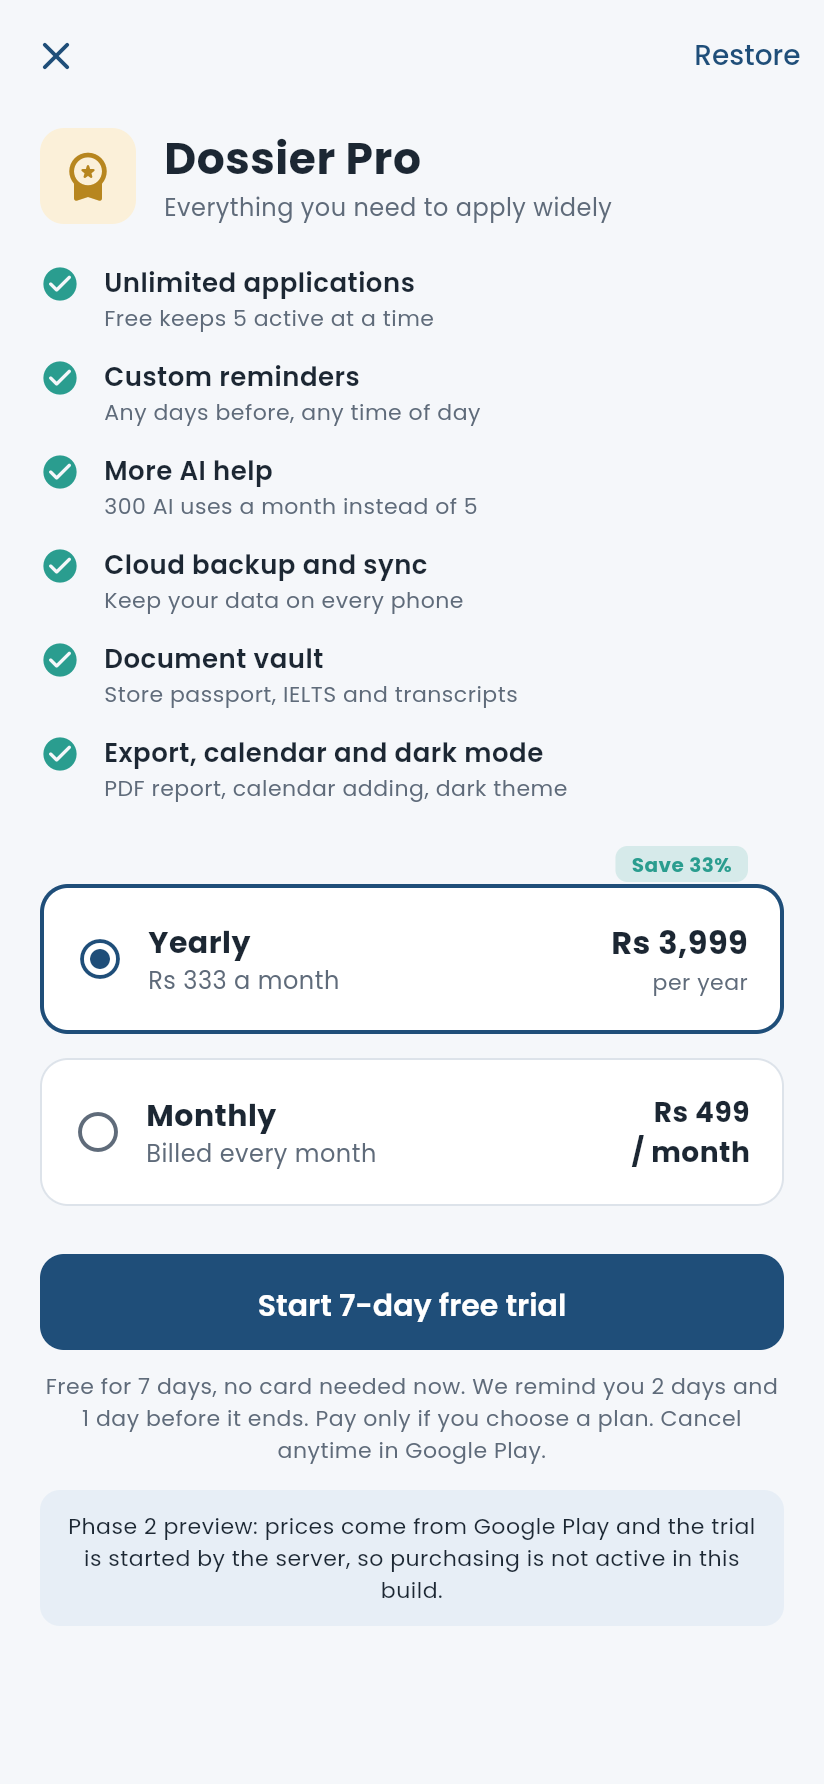 Restore
Dossier Pro
Everything you need to apply widely
Unlimited applications
Free keeps 5 active at a time
Custom reminders
Any days before, any time of day
More AI help
300 AI uses a month instead of 5
Cloud backup and sync
Keep your data on every phone
Document vault
Store passport, IELTS and transcripts
Export, calendar and dark mode
PDF report, calendar adding, dark theme
Save 33%
Yearly
Rs 333 a month
Rs 3,999
per year
Monthly
Billed every month
Rs 499
/ month
Start 7-day free trial
Free for 7 days, no card needed now. We remind you 2 days and
1 day before it ends. Pay only if you choose a plan. Cancel
anytime in Google Play.
Phase 2 preview: prices come from Google Play and the trial
is started by the server, so purchasing is not active in this
build.